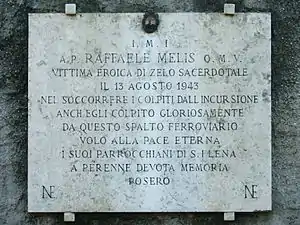 I. M. I
A. P. RAFFAELE MELIS O. M. V.
VITTIMA EROICA DI ZELO SACERDOTALE
IL 13 AGOSTO 1943
NEL SOCCORRERE I COLPITI DALL'INCURSIONE
ANCH'EGLI COLPITO GLORIOSAMENTE
DA QUESTO SPALTO FERROVIARIO
VOLO ALLA PACE ETERNA
I SUOI PARROCCHIANI DI S. ELENA
A PERENNE DEVOTA MEMORIA
POSERO